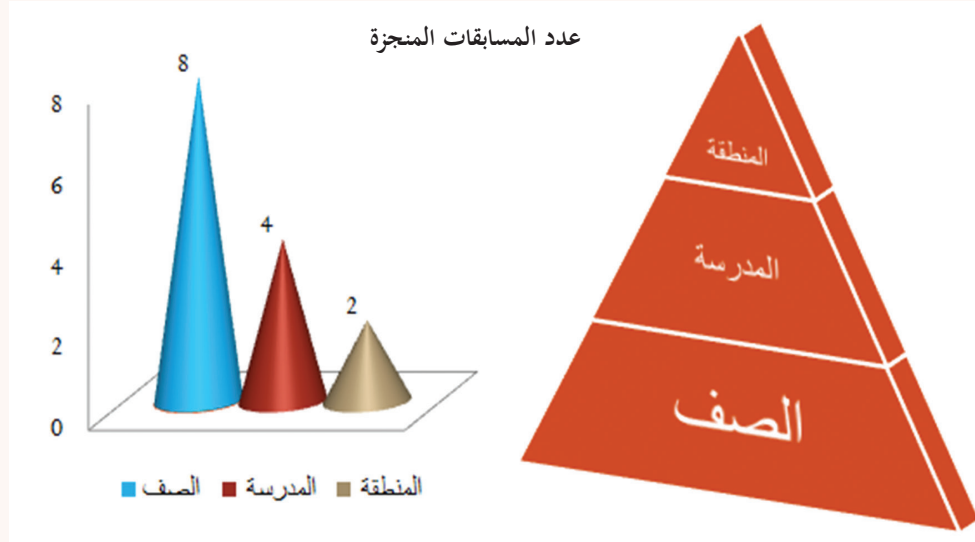 عدد المسابقات المنجزة
8
4
2
8
6
4
2
0
الصف المدرسة المنطقة
المنطقة
المدرسة
الصف